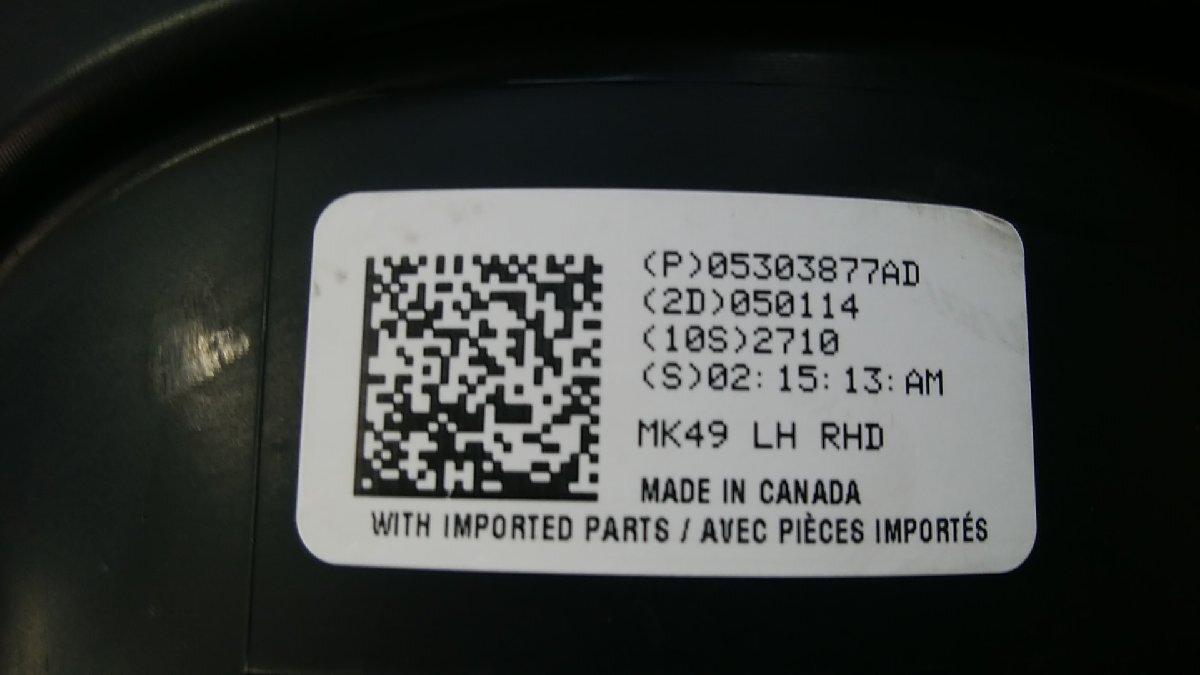 (P)05303877AD
(2D)050114
(10S)2710
(S)02:15:13:AM
MK49 LH RHD
MADE IN CANADA
WITH IMPORTED PARTS / AVEC PIÈCES IMPORTÉS